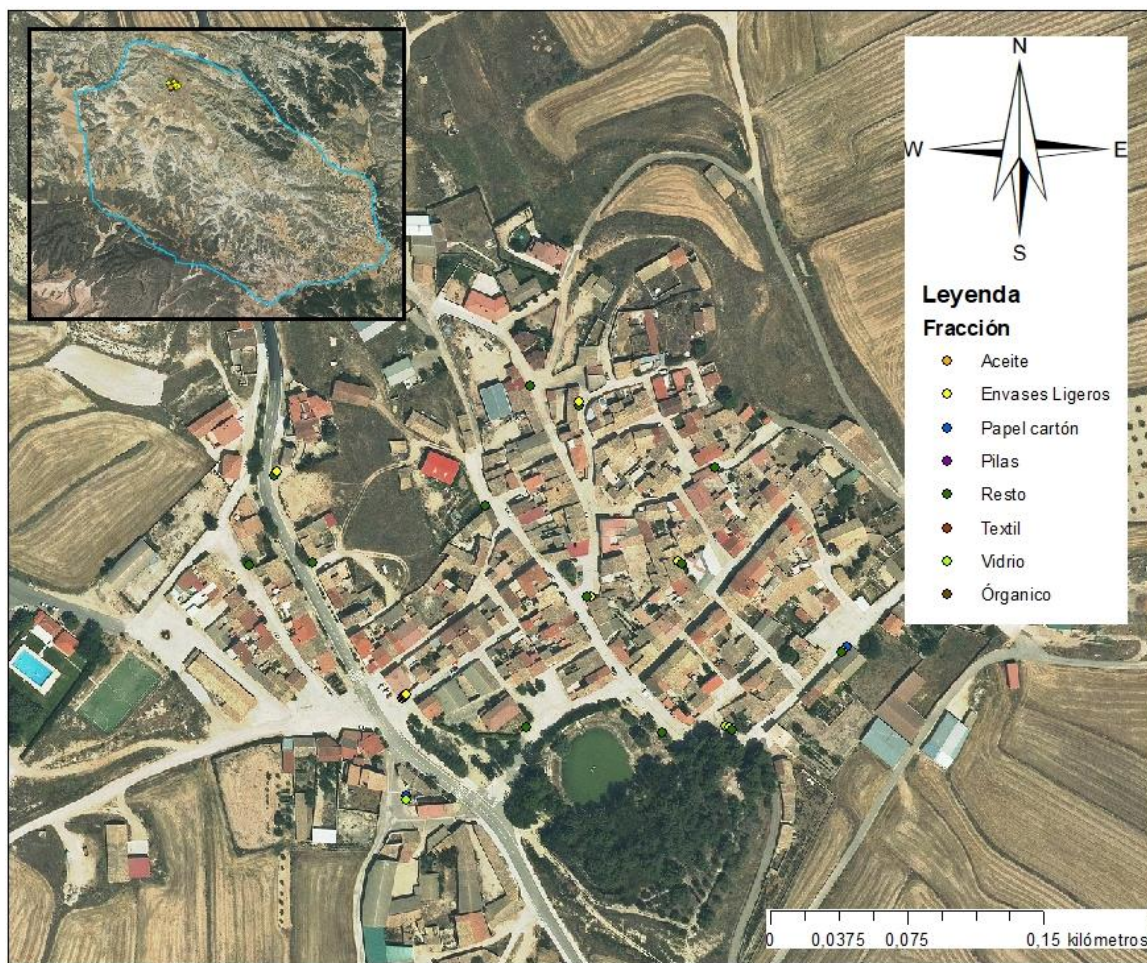 N
W E
S
Leyenda
Fracción
Aceite
Envases Ligeros
Papel cartón
Pilas
Resto
Textil
Vidrio
Órganico
0 0,0375 0,075 0,15 kilómetros